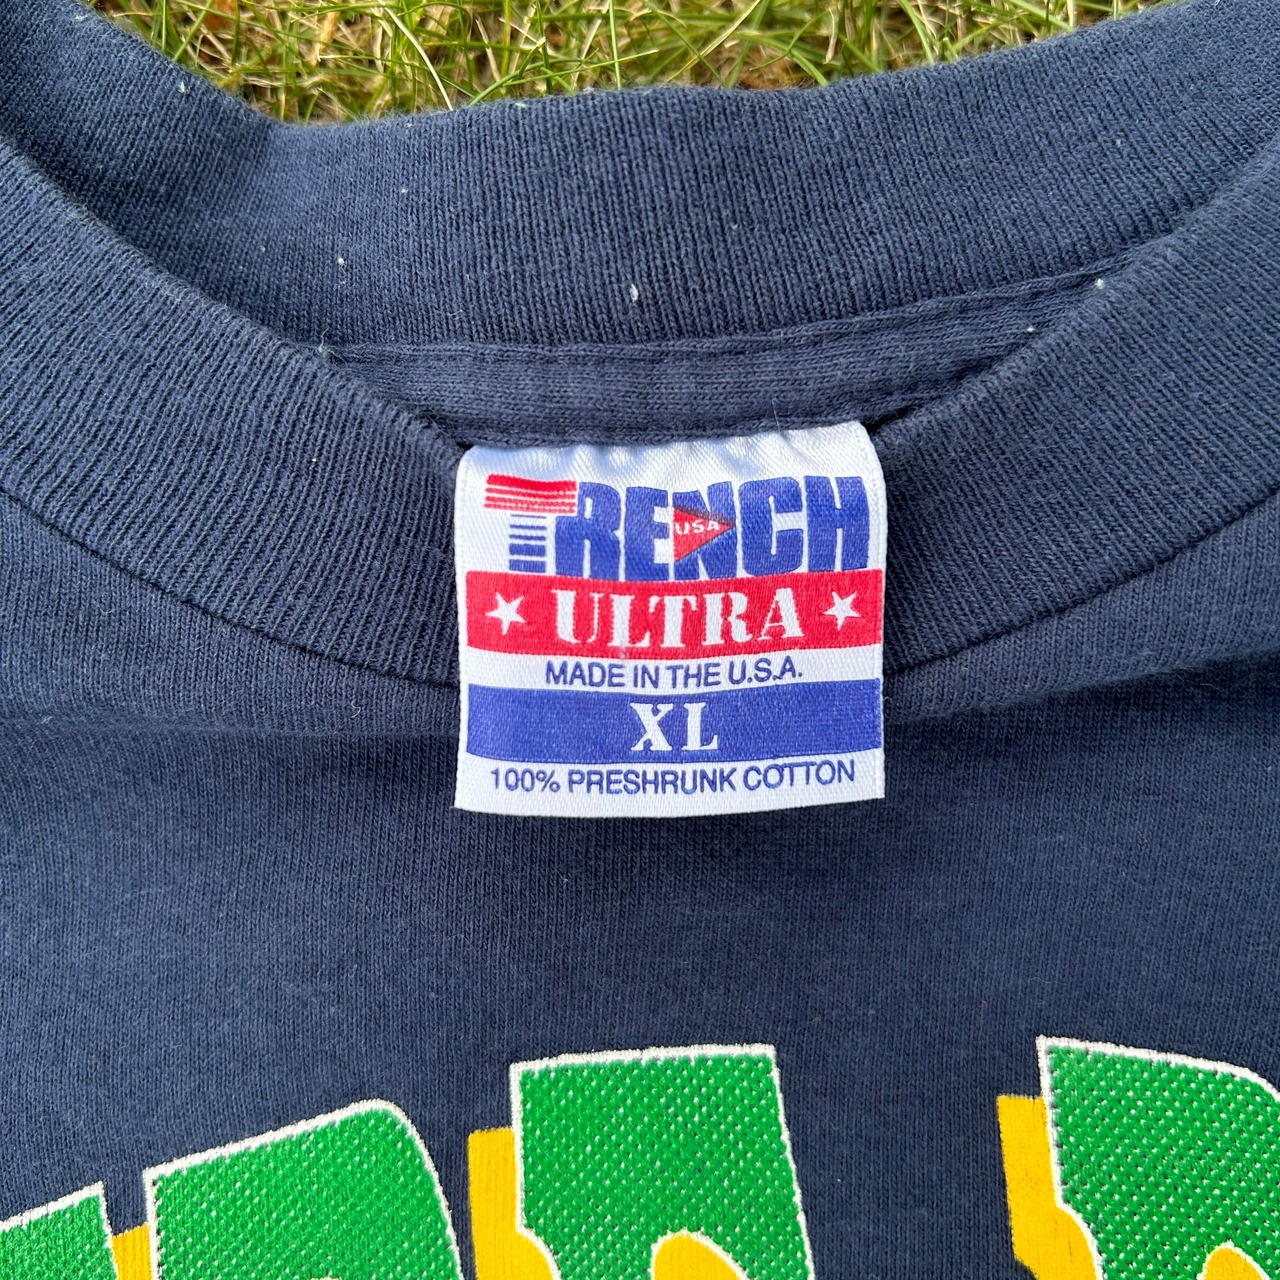 TRENCH
USA
ULTRA
MADE IN THE U.S.A.
XL
100% PRESHRUNK COTTON